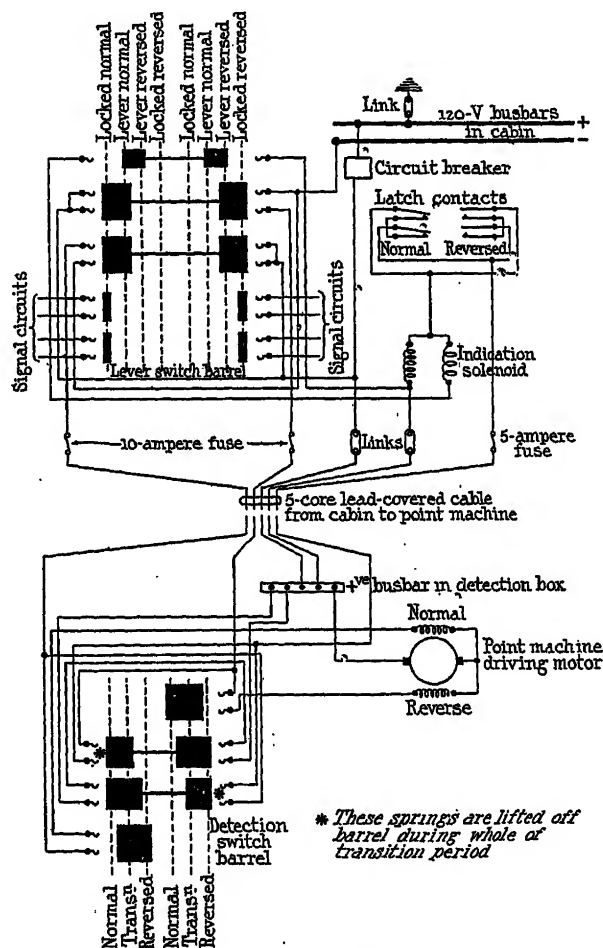 Locked normal
Lever normal
Lever reversed
Locked reversed
Locked normal
Lever normal
Lever reversed
Locked reversed
Link
120-V busbars
in cabin
+
−
Circuit breaker
Latch contacts
Normal Reversed
Signal circuits
Signal circuits
Lever switch barrel
Indication
solenoid
10-ampere fuse
Links
5-ampere
fuse
5-core lead-covered cable
from cabin to point machine
+ve busbar in detection box
Normal
Point machine
driving motor
Reverse
*
*
Detection
switch
barrel
* These springs are lifted off
barrel during whole of
transition period
Normal
Transn
Reversed
Normal
Transn
Reversed